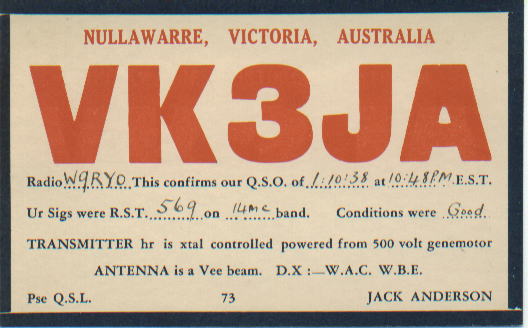 NULLAWARRE, VICTORIA, AUSTRALIA
VK3JA
Radio W9RYO This confirms our Q.S.O. of 1:10:38 at 10:48PM E.S.T.
Ur Sigs were R.S.T. 569 on 14mc band. Conditions were Good
TRANSMITTER hr is xtal controlled powered from 500 volt genemotor
ANTENNA is a Vee beam. D.X :—W.A.C. W.B.E.
Pse Q.S.L. 73 JACK ANDERSON